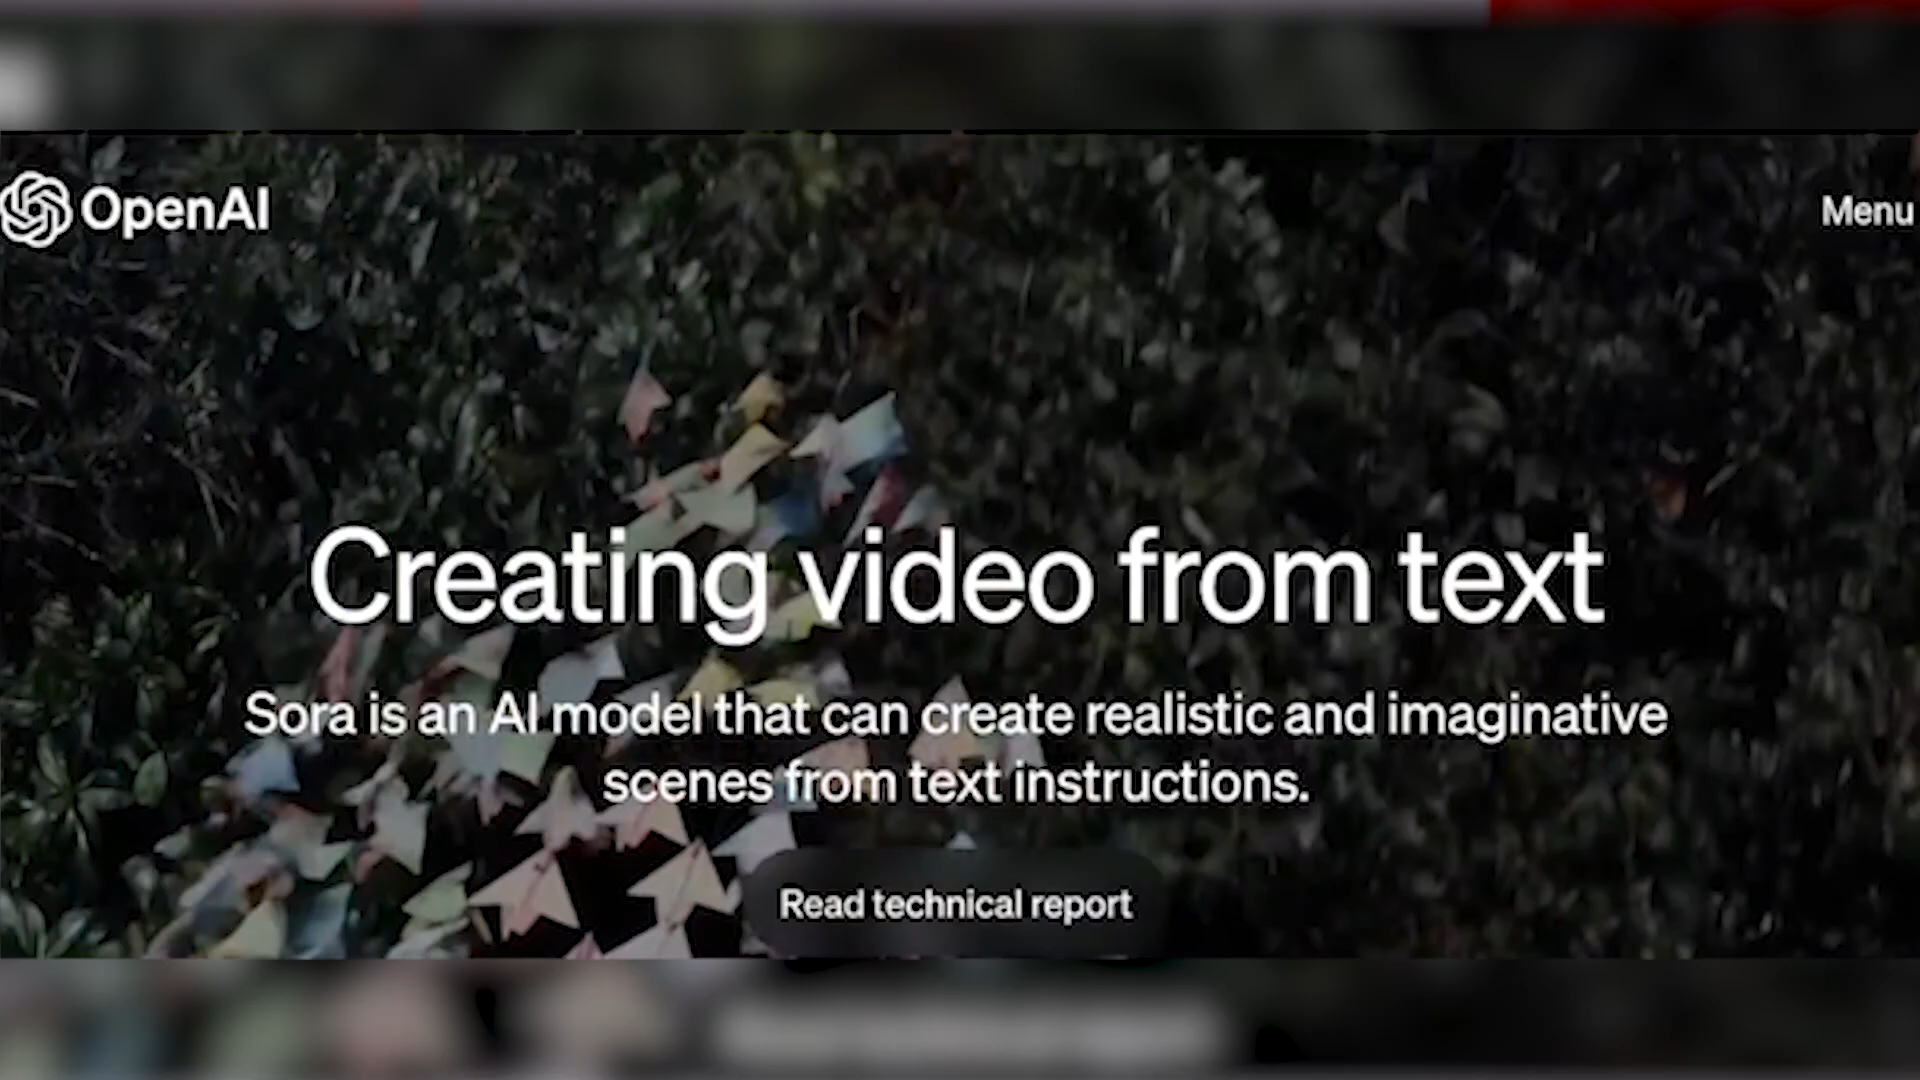 OpenAI
Menu
Creating video from text
Sora is an AI model that can create realistic and imaginative
scenes from text instructions.
Read technical report